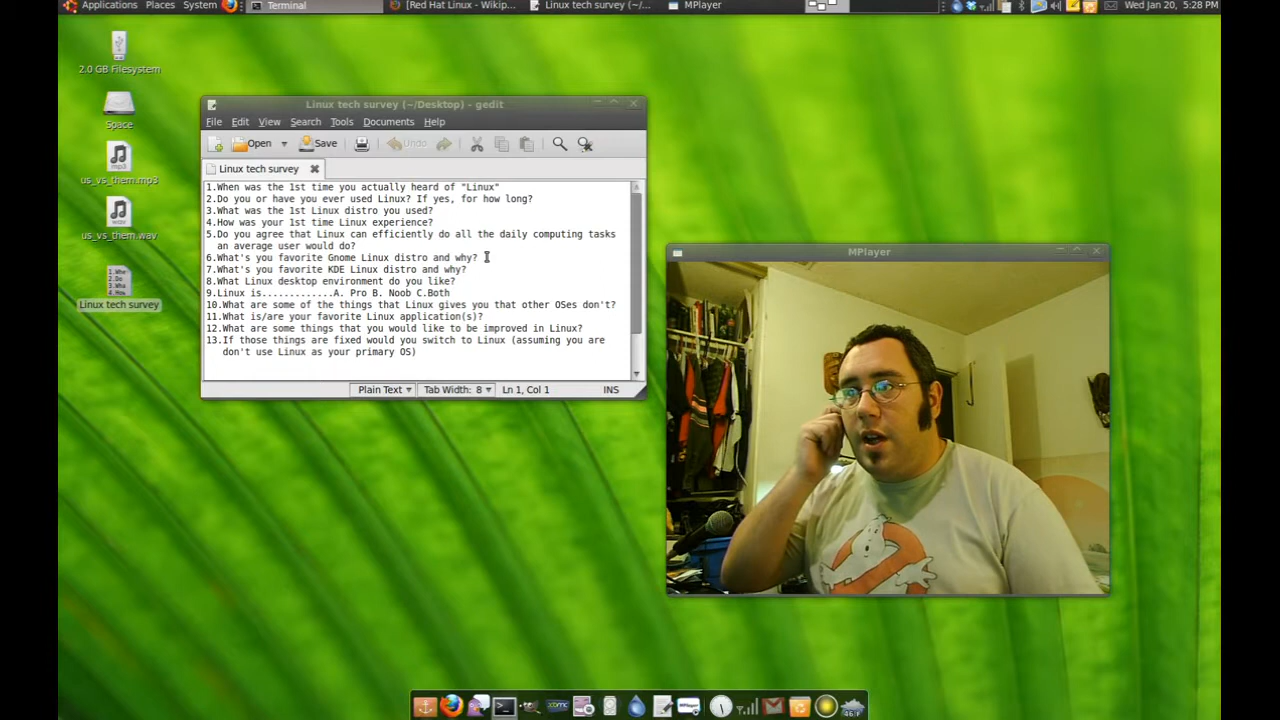 Applications Places System Terminal [Red Hat Linux - Wikip... Linux tech survey (~/... MPlayer Wed Jan 20, 5:28 PM
2.0 GB Filesystem
Space
mp3
us_vs_them.mp3
wav
us_vs_them.wav
Linux tech survey
Linux tech survey (~/Desktop) - gedit
File Edit View Search Tools Documents Help
Open Save Undo
Linux tech survey
1.When was the 1st time you actually heard of "Linux"
2.Do you or have you ever used Linux? If yes, for how long?
3.What was the 1st Linux distro you used?
4.How was your 1st time Linux experience?
5.Do you agree that Linux can efficiently do all the daily computing tasks
an average user would do?
6.What's you favorite Gnome Linux distro and why?
7.What's you favorite KDE Linux distro and why?
8.What Linux desktop environment do you like?
9.Linux is.............A. Pro B. Noob C.Both
10.What are some of the things that Linux gives you that other OSes don't?
11.What is/are your favorite Linux application(s)?
12.What are some things that you would like to be improved in Linux?
13.If those things are fixed would you switch to Linux (assuming you are
don't use Linux as your primary OS)
Plain Text Tab Width: 8 Ln 1, Col 1 INS
MPlayer
46 F